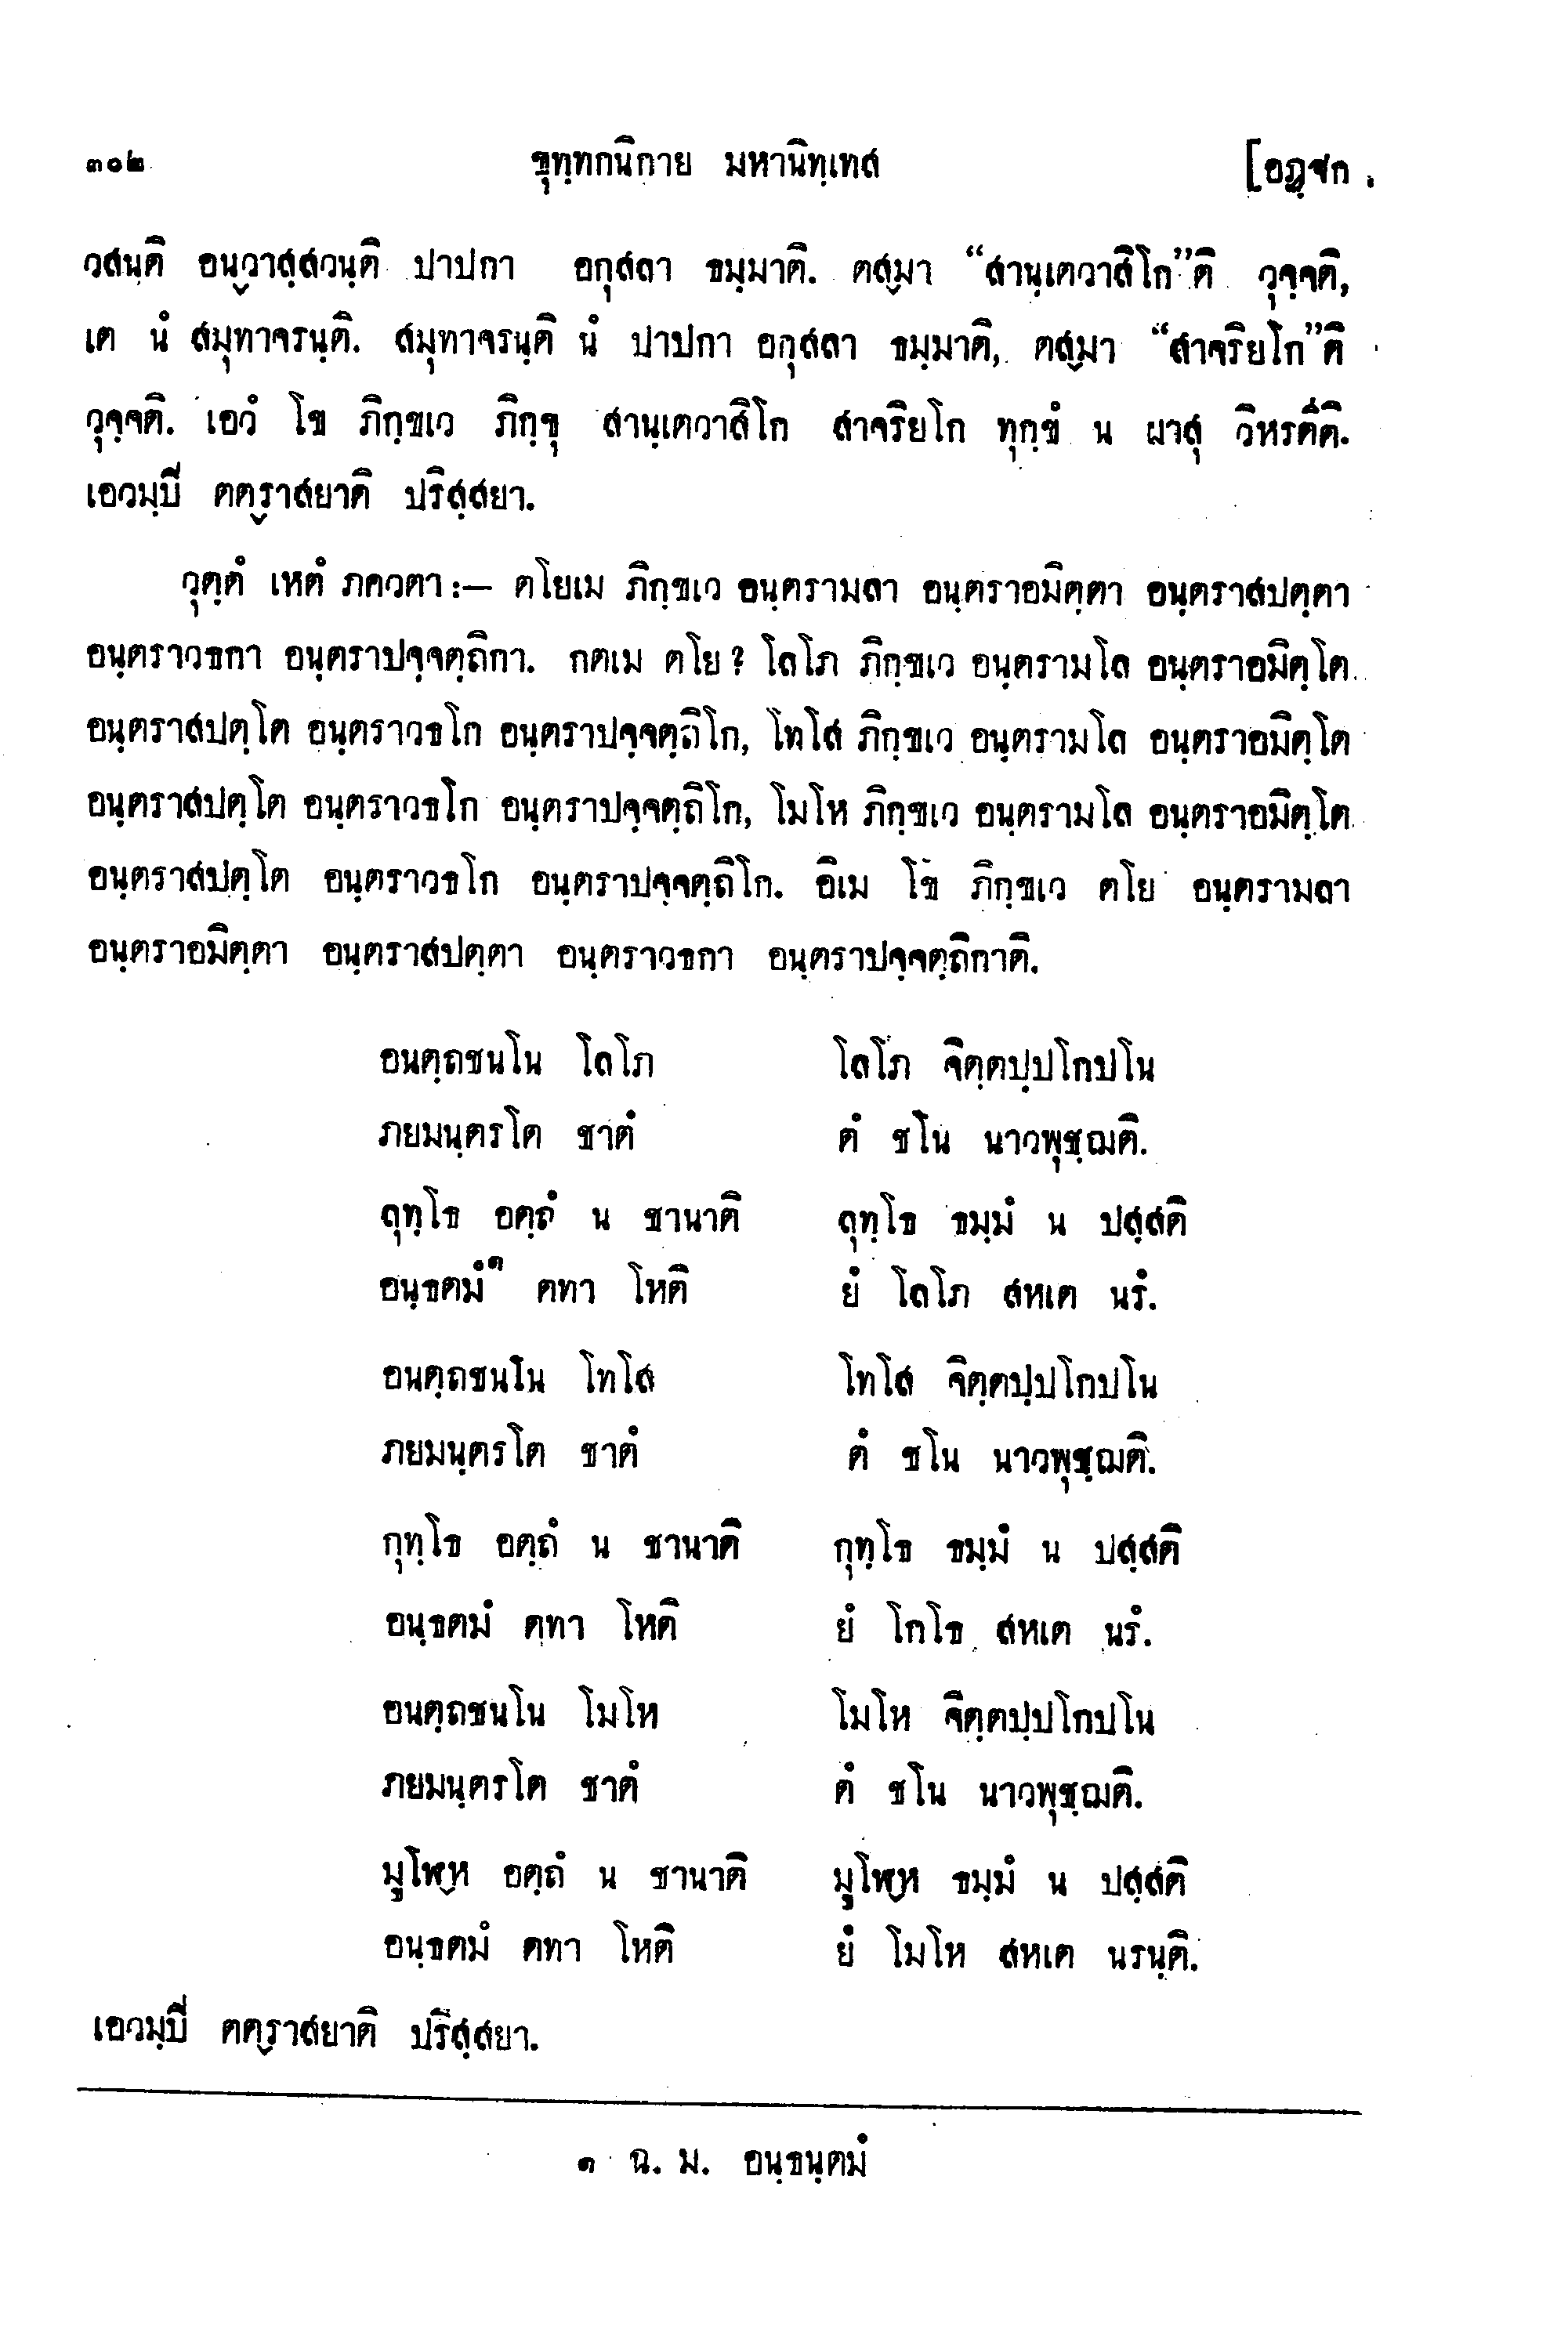 ๓๐๒ ขุทฺทกนิกาย มหานิทฺเทส [อฏฺฐก
วสนฺติ อนฺวาสฺสวนฺติ ปาปกา อกุสลา ธมฺมาติ. ตสฺมา “สานฺเตวาสิโก”ติ วุจฺจติ,
เต นํ สมุทาจรนฺติ. สมุทาจรนฺติ นํ ปาปกา อกุสลา ธมฺมาติ, ตสฺมา “สาจริยโก”ติ
วุจฺจติ. เอวํ โข ภิกฺขเว ภิกฺขุ สานฺเตวาสิโก สาจริยโก ทุกฺขํ น ผาสุ วิหรตีติ.
เอวมฺปิ ตตฺราสยาติ ปริสฺสยา.
วุตฺตํ เหตํ ภควตา :— ตโยเม ภิกฺขเว อนฺตรามลา อนฺตราอมิตฺตา อนฺตราสปตฺตา
อนฺตราวธกา อนฺตราปจฺจตฺถิกา. กตเม ตโย ? โลโภ ภิกฺขเว อนฺตรามโล อนฺตราอมิตฺโต
อนฺตราสปตฺโต อนฺตราวธโก อนฺตราปจฺจตฺถิโก, โทโส ภิกฺขเว อนฺตรามโล อนฺตราอมิตฺโต
อนฺตราสปตฺโต อนฺตราวธโก อนฺตราปจฺจตฺถิโก, โมโห ภิกฺขเว อนฺตรามโล อนฺตราอมิตฺโต
อนฺตราสปตฺโต อนฺตราวธโก อนฺตราปจฺจตฺถิโก. อิเม โข ภิกฺขเว ตโย อนฺตรามลา
อนฺตราอมิตฺตา อนฺตราสปตฺตา อนฺตราวธกา อนฺตราปจฺจตฺถิกาติ.
อนตฺถชนโน โลโภ โลโภ จิตฺตปฺปโกปโน
ภยมนฺตรโต ชาตํ ตํ ชโน นาวพุชฺฌติ.
ลุทฺโธ อตฺถํ น ชานาติ ลุทฺโธ ธมฺมํ น ปสฺสติ
อนฺธตมํ๑ ตทา โหติ ยํ โลโภ สหเต นรํ.
อนตฺถชนโน โทโส โทโส จิตฺตปฺปโกปโน
ภยมนฺตรโต ชาตํ ตํ ชโน นาวพุชฺฌติ.
กุทฺโธ อตฺถํ น ชานาติ กุทฺโธ ธมฺมํ น ปสฺสติ
อนฺธตมํ ตทา โหติ ยํ โกโธ สหเต นรํ.
อนตฺถชนโน โมโห โมโห จิตฺตปฺปโกปโน
ภยมนฺตรโต ชาตํ ตํ ชโน นาวพุชฺฌติ.
มูโฬฺห อตฺถํ น ชานาติ มูโฬฺห ธมฺมํ น ปสฺสติ
อนฺธตมํ ตทา โหติ ยํ โมโห สหเต นรนฺติ.
เอวมฺปิ ตตฺราสยาติ ปริสฺสยา.
๑ ฉ. ม. อนฺธนฺตมํ